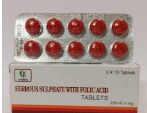 3 X 10 Tablets
FERROUS SULPHATE WITH FOLIC ACID
TABLETS